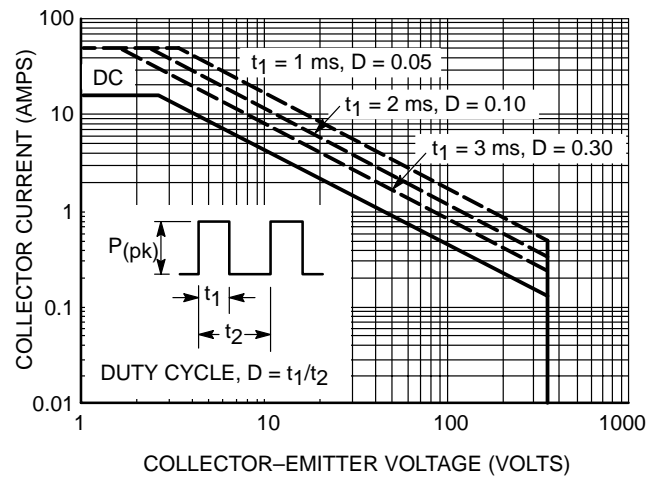 100
10
1
0.1
0.01
COLLECTOR CURRENT (AMPS)
DC
t1 = 1 ms, D = 0.05
t1 = 2 ms, D = 0.10
t1 = 3 ms, D = 0.30
P(pk)
t1
t2
DUTY CYCLE, D = t1/t2
1
10
100
1000
COLLECTOR–EMITTER VOLTAGE (VOLTS)